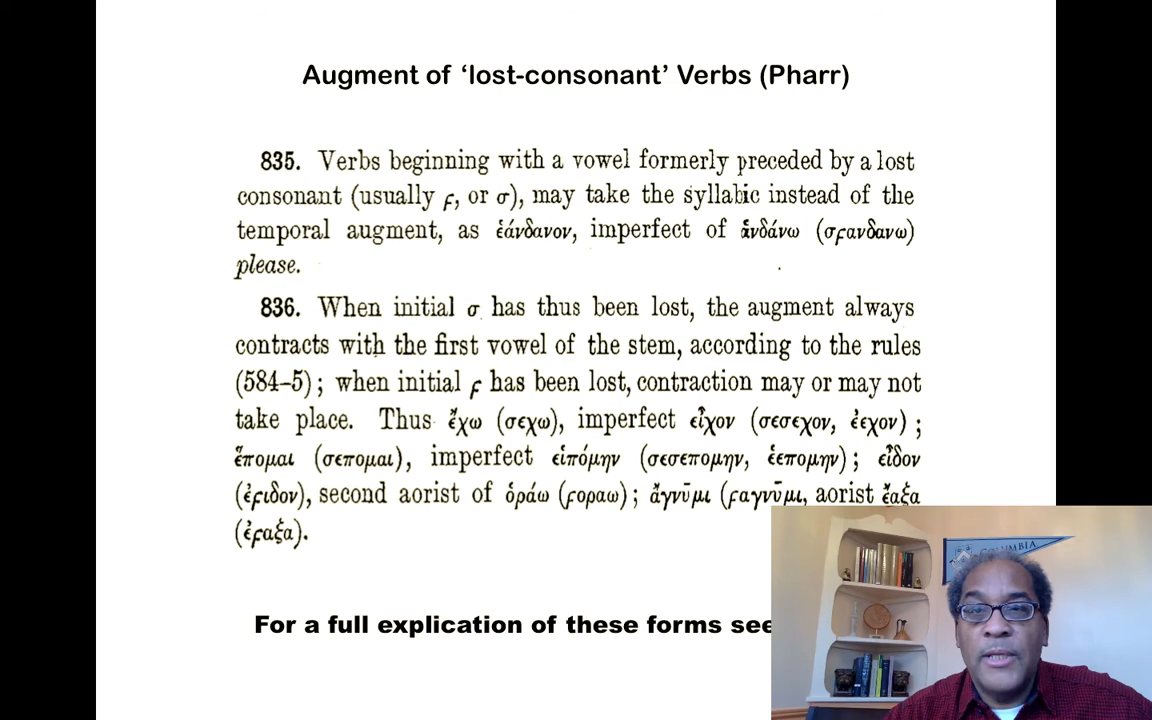 Augment of ‘lost-consonant’ Verbs (Pharr)
835. Verbs beginning with a vowel formerly preceded by a lost
consonant (usually ϝ, or σ), may take the syllabic instead of the
temporal augment, as ἑάνδανον, imperfect of ἁνδάνω (σϝανδανω)
please.
836. When initial σ has thus been lost, the augment always
contracts with the first vowel of the stem, according to the rules
(584–5); when initial ϝ has been lost, contraction may or may not
take place. Thus ἔχω (σεχω), imperfect εἶχον (σεσεχον, ἐεχον);
ἕπομαι (σεπομαι), imperfect εἱπόμην (σεσεπομην, ἑεπομην); εἶδον
(ἐϝιδον), second aorist of ὁράω (ϝοραω); ἄγνῡμι (ϝαγνῡμι, aorist ἔαξα
(ἐϝαξα).
For a full explication of these forms see
COLUMBIA